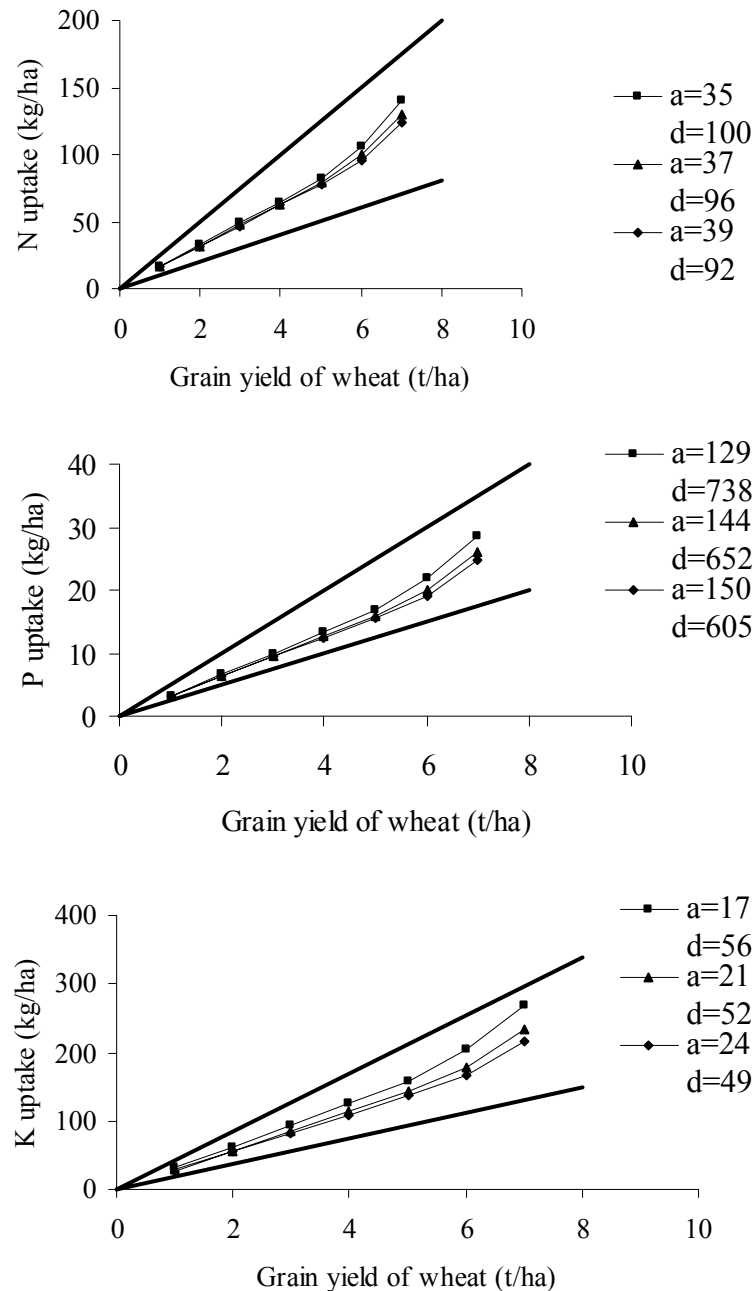 200
150
100
50
0
N uptake (kg/ha)
0 2 4 6 8 10
Grain yield of wheat (t/ha)
a=35
d=100
a=37
d=96
a=39
d=92
40
30
20
10
0
P uptake (kg/ha)
0 2 4 6 8 10
Grain yield of wheat (t/ha)
a=129
d=738
a=144
d=652
a=150
d=605
400
300
200
100
0
K uptake (kg/ha)
0 2 4 6 8 10
Grain yield of wheat (t/ha)
a=17
d=56
a=21
d=52
a=24
d=49